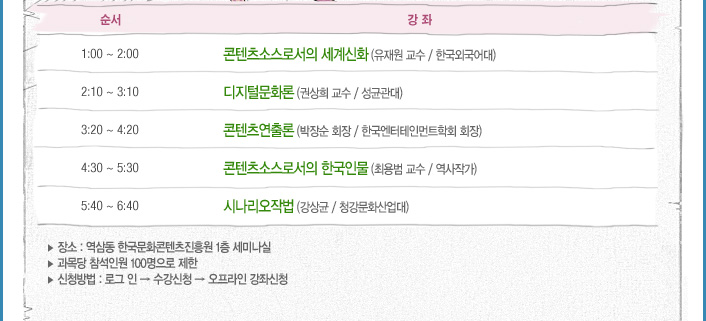 순서 강 좌
1:00 ~ 2:00 콘텐츠소스로서의 세계신화 (유재원 교수 / 한국외국어대)
2:10 ~ 3:10 디지털문화론 (권상희 교수 / 성균관대)
3:20 ~ 4:20 콘텐츠연출론 (박장순 회장 / 한국엔터테인먼트학회 회장)
4:30 ~ 5:30 콘텐츠소스로서의 한국인물 (최용범 교수 / 역사작가)
5:40 ~ 6:40 시나리오작법 (강상균 / 청강문화산업대)
▶ 장소 : 역삼동 한국문화콘텐츠진흥원 1층 세미나실
▶ 과목당 참석인원 100명으로 제한
▶ 신청방법 : 로그 인 → 수강신청 → 오프라인 강좌신청